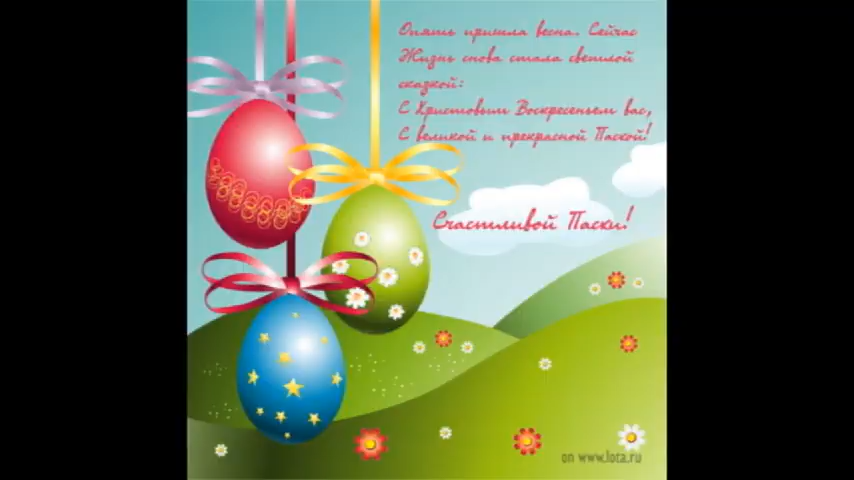 Опять пришла весна. Сейчас
Жизнь снова стала светлой
сказкой:
С Христовым Воскресеньем вас,
С великой и прекрасной Пасхой!
Счастливой Пасхи!
on www.lota.ru